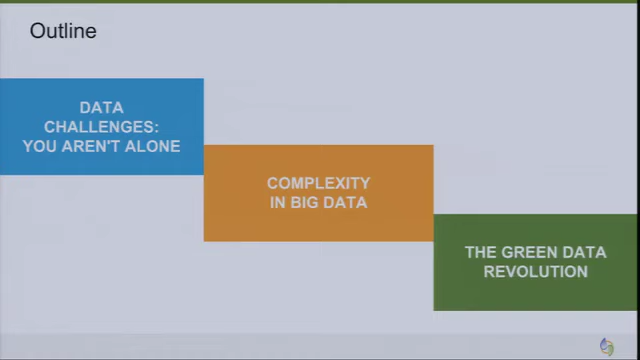 Outline
DATA
CHALLENGES:
YOU AREN'T ALONE
COMPLEXITY
IN BIG DATA
THE GREEN DATA
REVOLUTION